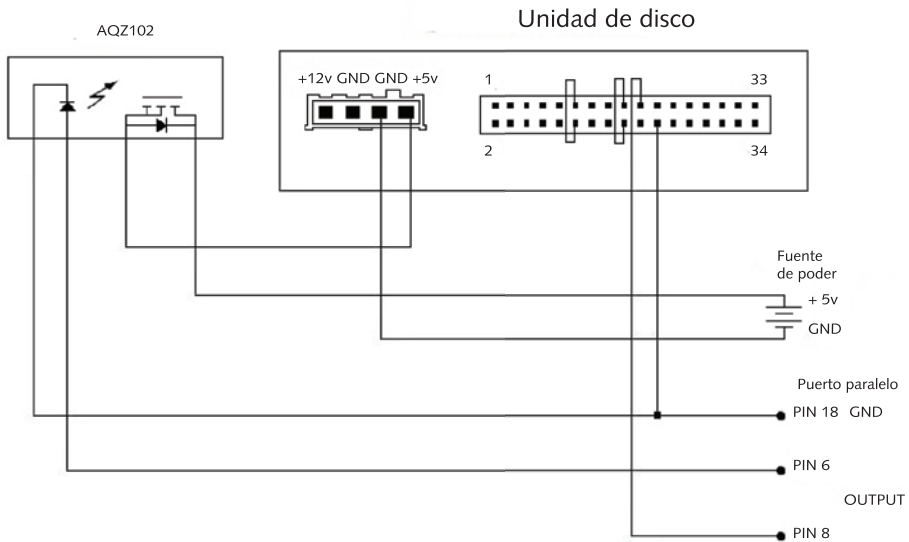 Unidad de disco
AQZ102
+12v GND GND +5v
1
33
2
34
Fuente
de poder
+ 5v
GND
Puerto paralelo
PIN 18 GND
PIN 6
OUTPUT
PIN 8